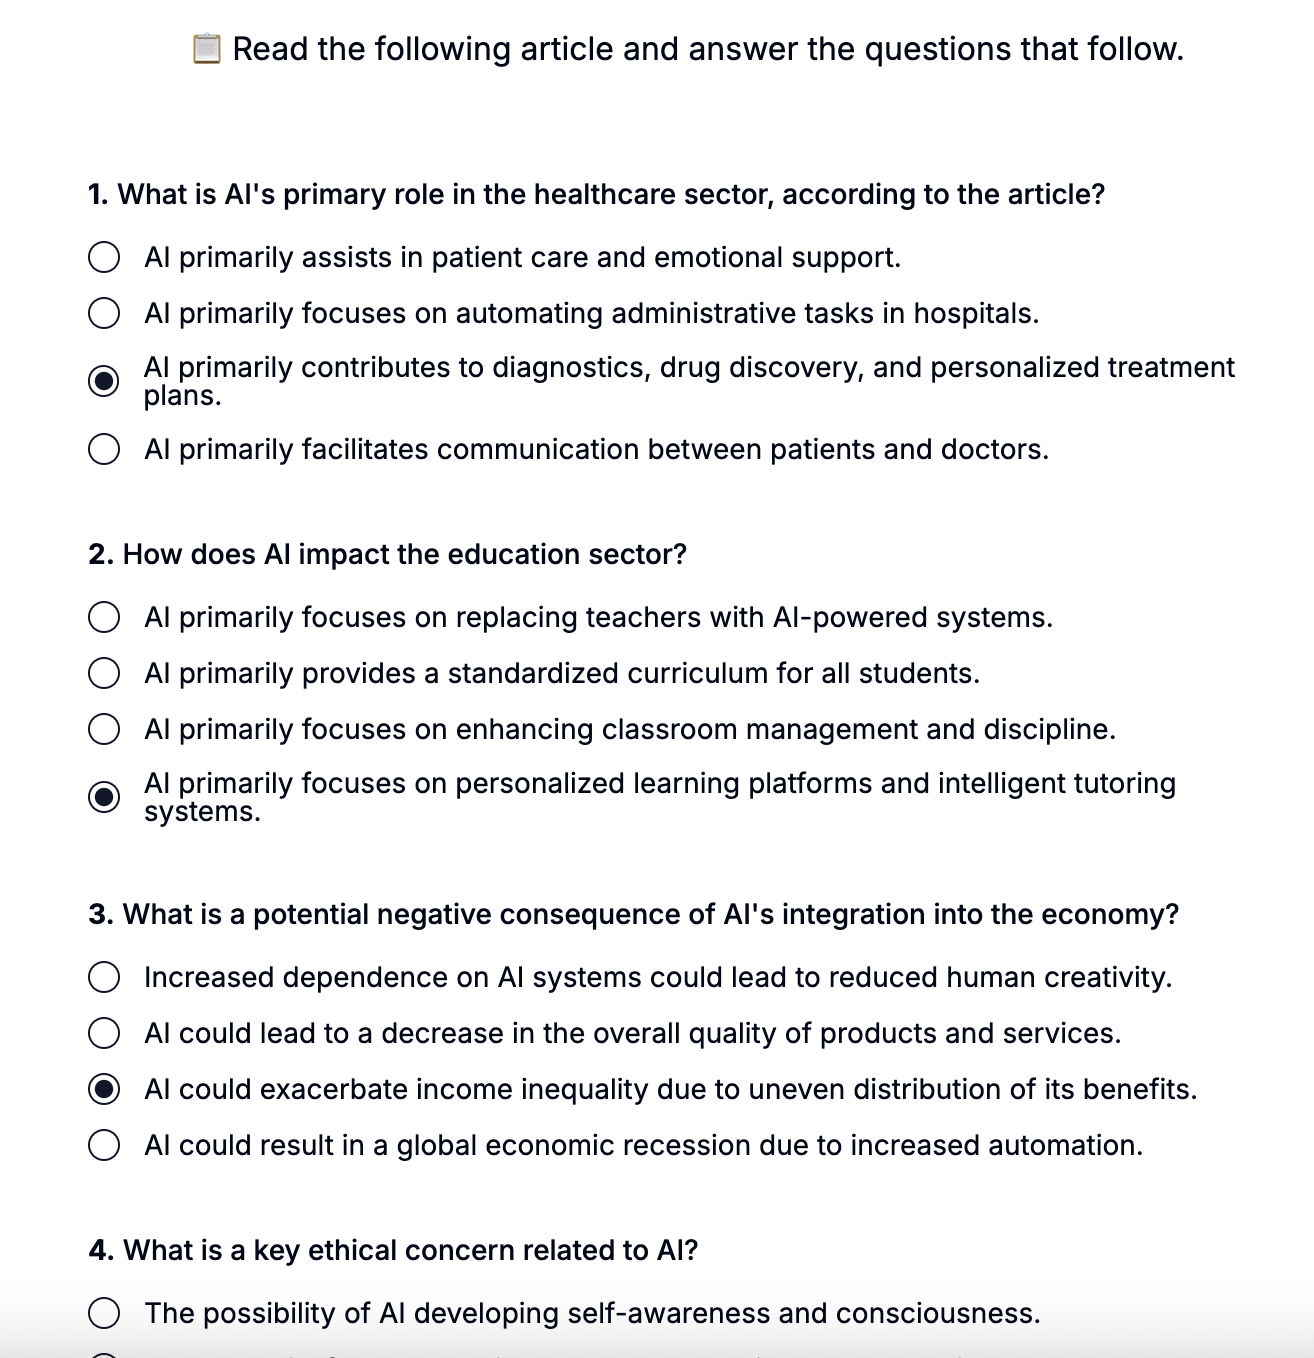 Read the following article and answer the questions that follow.
1. What is AI's primary role in the healthcare sector, according to the article?
AI primarily assists in patient care and emotional support.
AI primarily focuses on automating administrative tasks in hospitals.
AI primarily contributes to diagnostics, drug discovery, and personalized treatment
plans.
AI primarily facilitates communication between patients and doctors.
2. How does AI impact the education sector?
AI primarily focuses on replacing teachers with AI-powered systems.
AI primarily provides a standardized curriculum for all students.
AI primarily focuses on enhancing classroom management and discipline.
AI primarily focuses on personalized learning platforms and intelligent tutoring
systems.
3. What is a potential negative consequence of AI's integration into the economy?
Increased dependence on AI systems could lead to reduced human creativity.
AI could lead to a decrease in the overall quality of products and services.
AI could exacerbate income inequality due to uneven distribution of its benefits.
AI could result in a global economic recession due to increased automation.
4. What is a key ethical concern related to AI?
The possibility of AI developing self-awareness and consciousness.